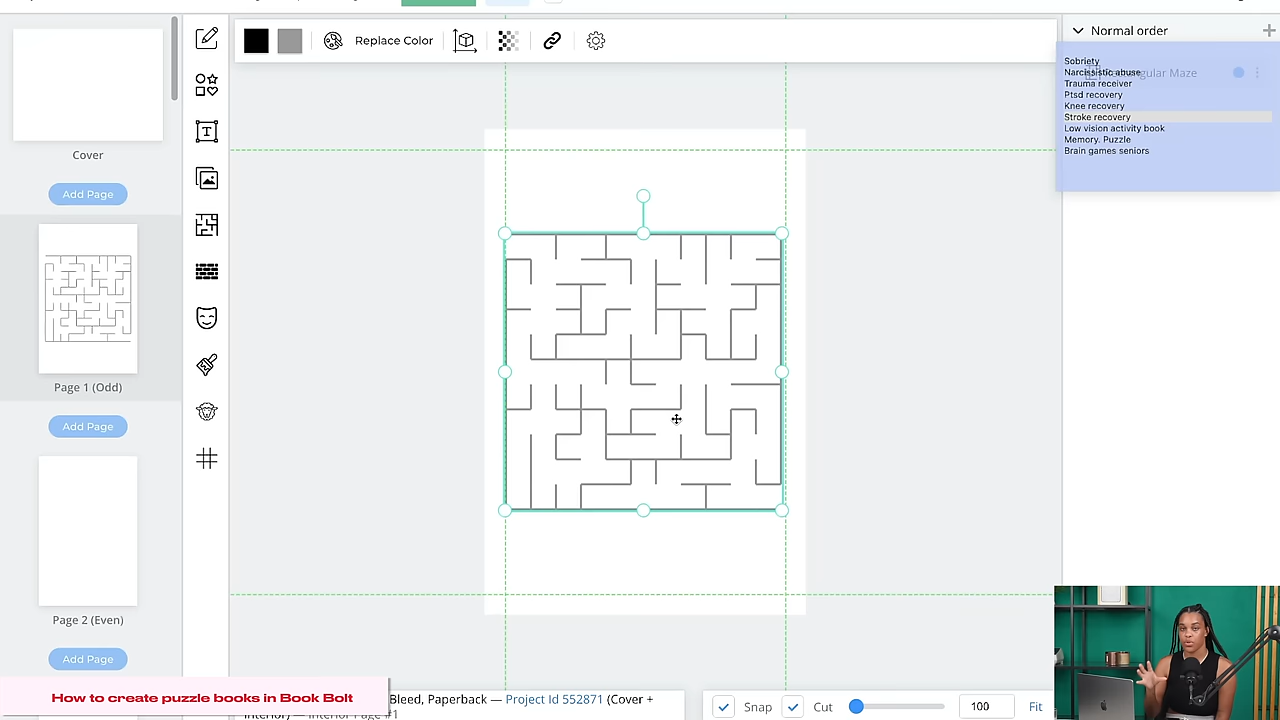 Replace Color
Normal order
Sobriety
Narcissistic abuse
Trauma receiver
Ptsd recovery
Knee recovery
Stroke recovery
Low vision activity book
Memory. Puzzle
Brain games seniors
Maze
Cover
Add Page
Page 1 (Odd)
Add Page
Page 2 (Even)
Add Page
How to create puzzle books in Book Bolt
Bleed, Paperback — Project Id 552871 (Cover +
Snap
Cut
100
Fit